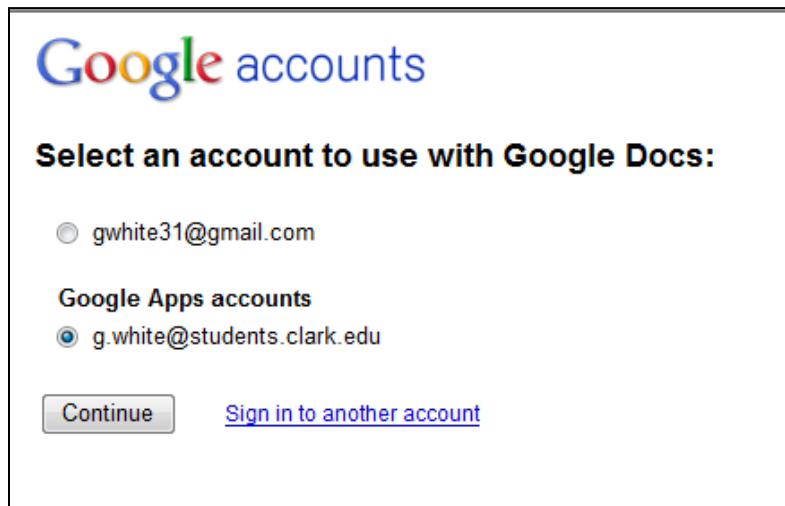 Google accounts
Select an account to use with Google Docs:
gwhite31@gmail.com
Google Apps accounts
g.white@students.clark.edu
Continue Sign in to another account